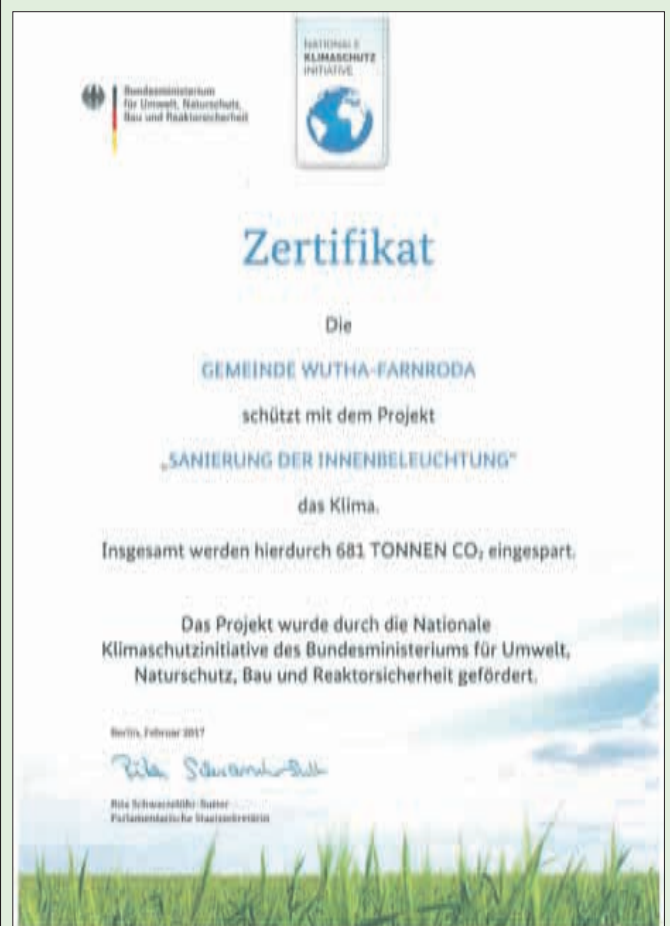 NATIONALE
KLIMASCHUTZ
INITIATIVE
Bundesministerium
für Umwelt, Naturschutz,
Bau und Reaktorsicherheit
Zertifikat
Die
GEMEINDE WUTHA-FARNRODA
schützt mit dem Projekt
„SANIERUNG DER INNENBELEUCHTUNG“
das Klima.
Insgesamt werden hierdurch 681 TONNEN CO₂ eingespart.
Das Projekt wurde durch die Nationale
Klimaschutzinitiative des Bundesministeriums für Umwelt,
Naturschutz, Bau und Reaktorsicherheit gefördert.
Berlin, Februar 2017
Rita Schwarzelühr-Sutter
Parlamentarische Staatssekretärin